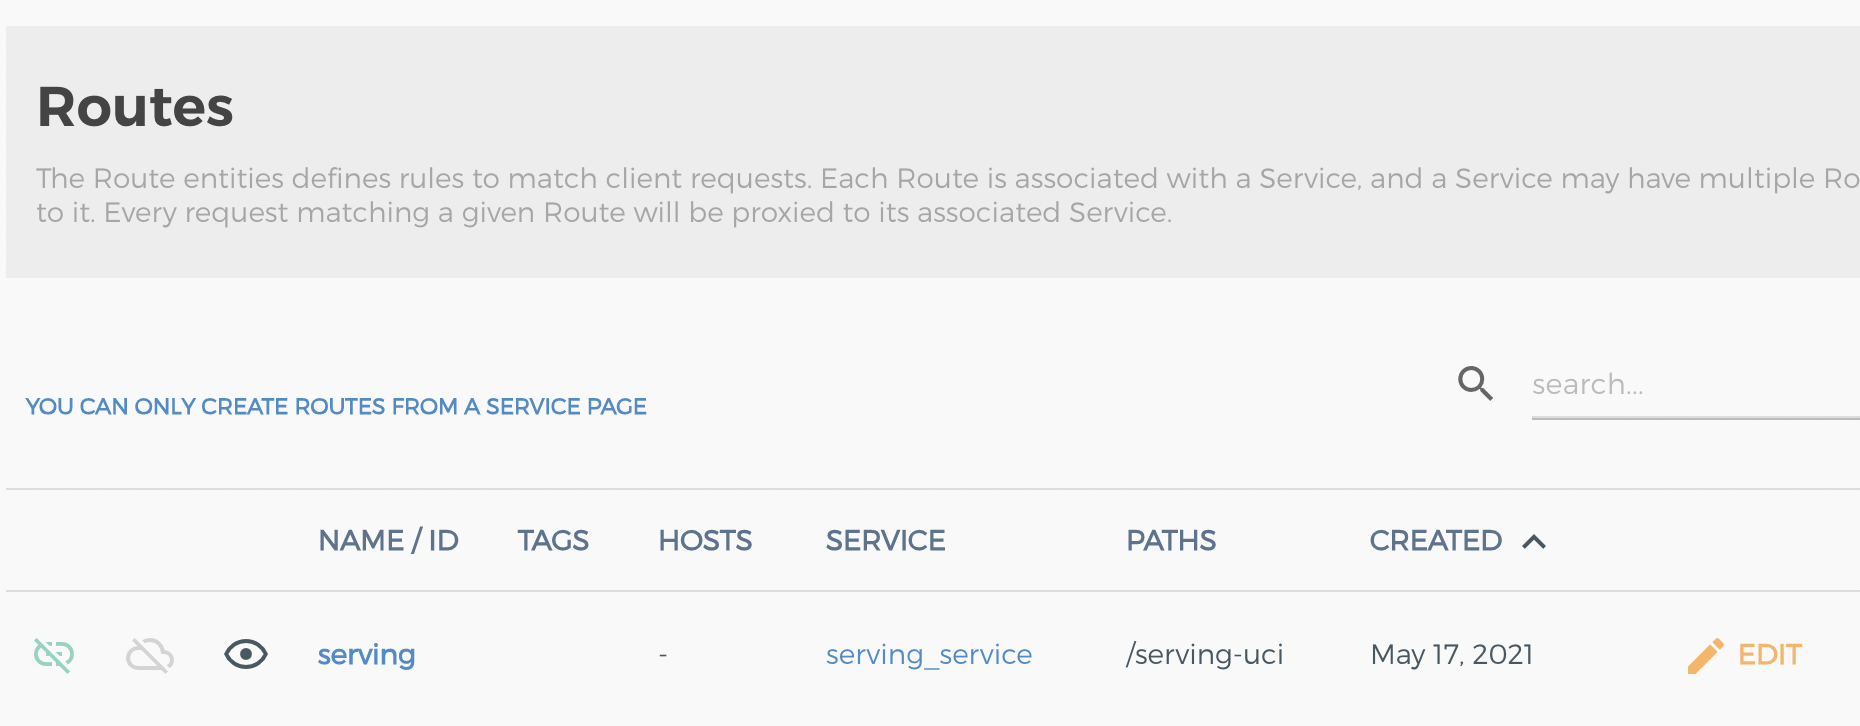 Routes
The Route entities defines rules to match client requests. Each Route is associated with a Service, and a Service may have multiple Ro
to it. Every request matching a given Route will be proxied to its associated Service.
search...
YOU CAN ONLY CREATE ROUTES FROM A SERVICE PAGE
NAME / ID TAGS HOSTS SERVICE PATHS CREATED
serving - serving_service /serving-uci May 17, 2021 EDIT